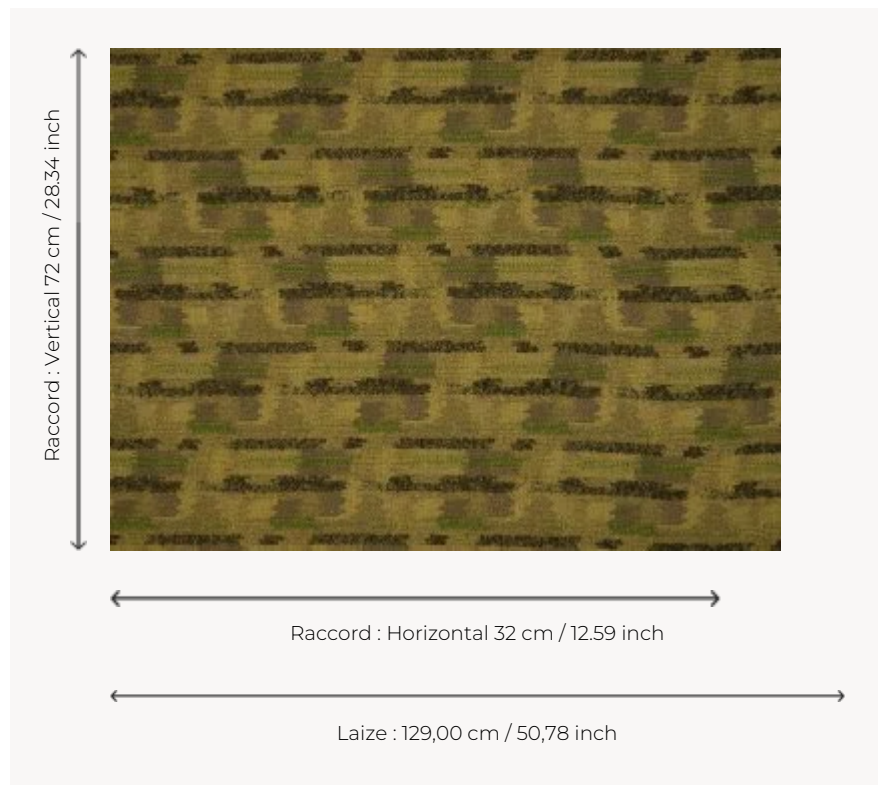 Raccord : Vertical 72 cm / 28.34 inch
Raccord : Horizontal 32 cm / 12.59 inch
Laize : 129,00 cm / 50,78 inch